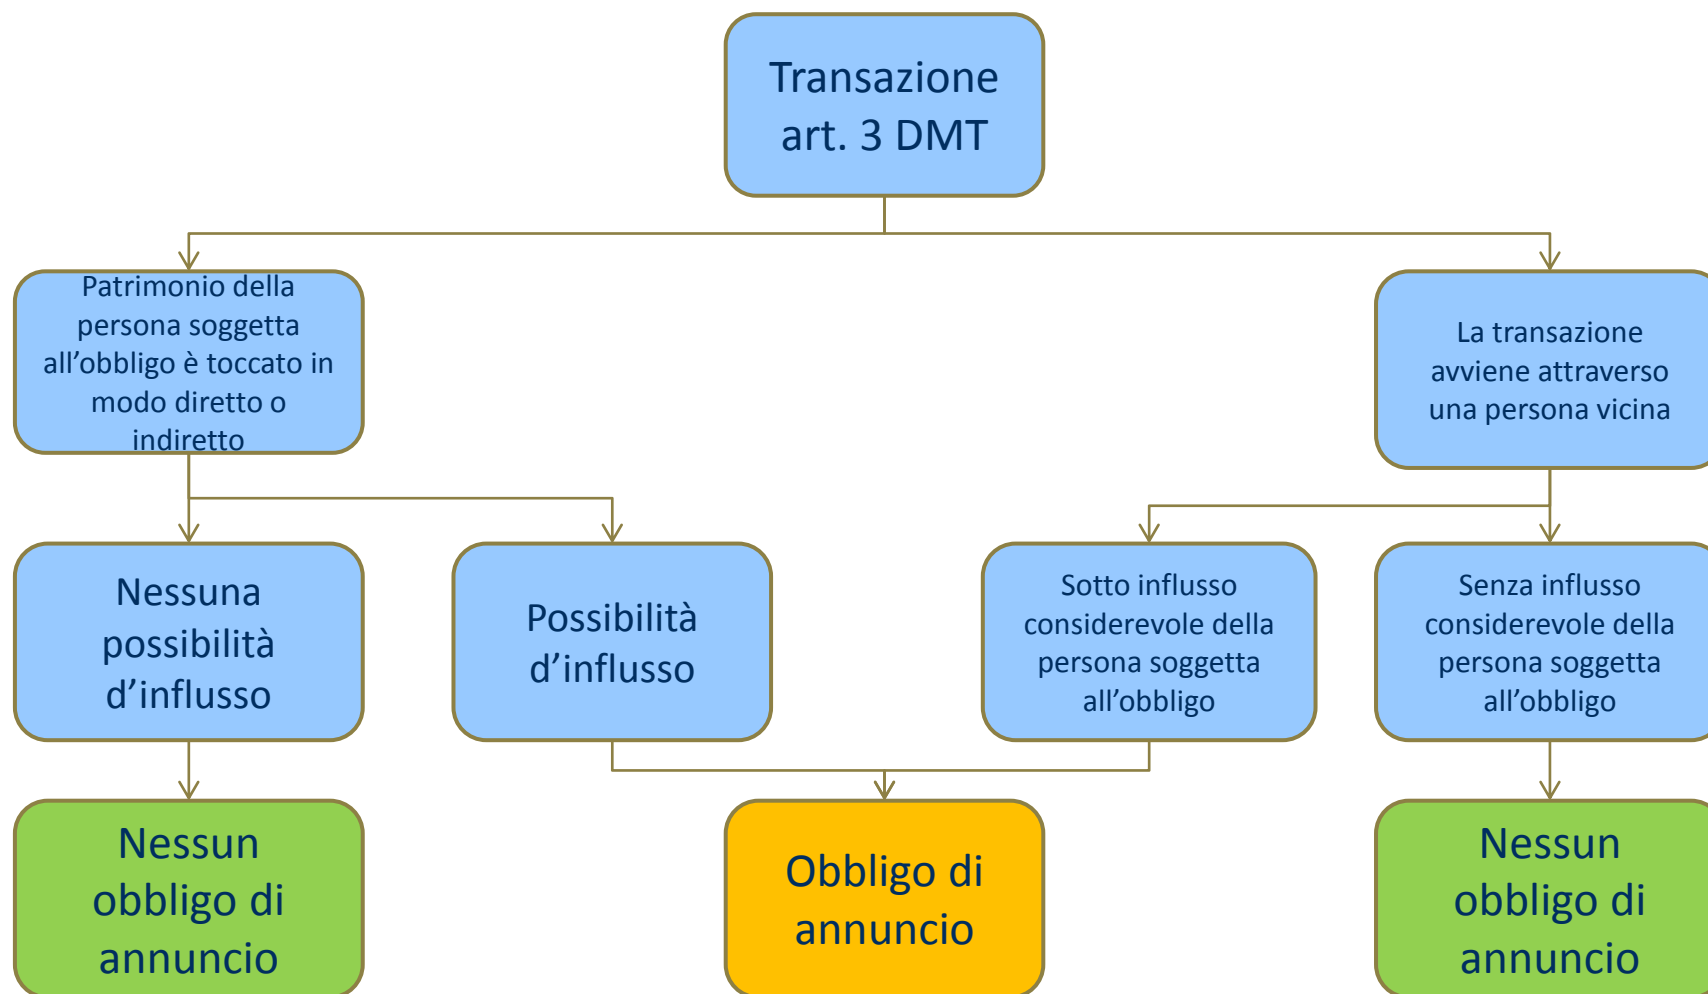 Transazione
art. 3 DMT
Patrimonio della
persona soggetta
all’obbligo è toccato in
modo diretto o
indiretto
La transazione
avviene attraverso
una persona vicina
Nessuna
possibilità
d’influsso
Possibilità
d’influsso
Sotto influsso
considerevole della
persona soggetta
all’obbligo
Senza influsso
considerevole della
persona soggetta
all’obbligo
Nessun
obbligo di
annuncio
Obbligo di
annuncio
Nessun
obbligo di
annuncio